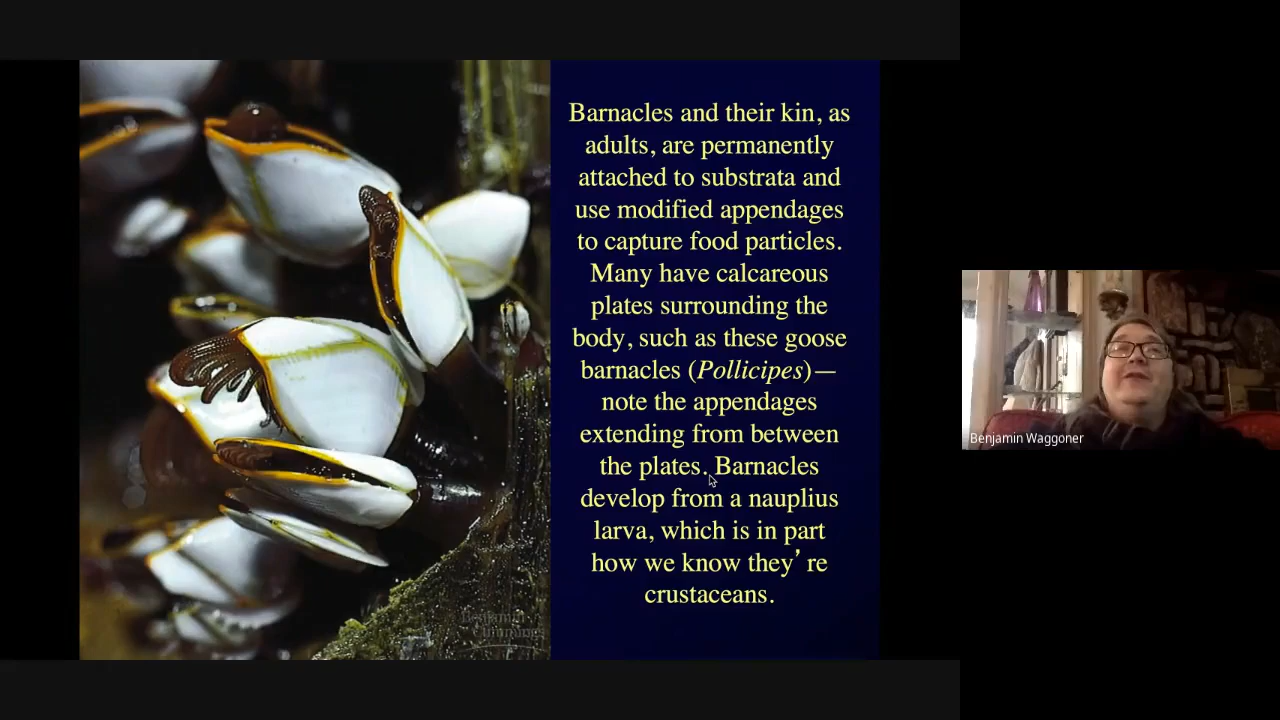 Barnacles and their kin, as
adults, are permanently
attached to substrata and
use modified appendages
to capture food particles.
Many have calcareous
plates surrounding the
body, such as these goose
barnacles (Pollicipes)—
note the appendages
extending from between
the plates. Barnacles
develop from a nauplius
larva, which is in part
how we know they’re
crustaceans.
Benjamin
Cummings
Benjamin Waggoner